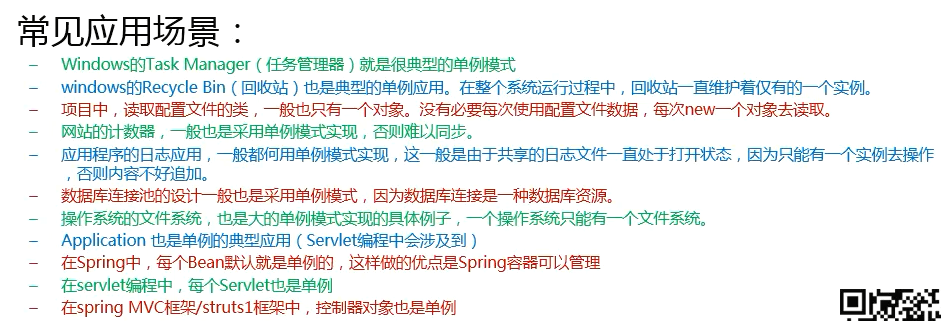 常见应用场景：
– Windows的Task Manager（任务管理器）就是很典型的单例模式
– windows的Recycle Bin（回收站）也是典型的单例应用。在整个系统运行过程中，回收站一直维护着仅有的一个实例。
– 项目中，读取配置文件的类，一般也只有一个对象。没有必要每次使用配置文件数据，每次new一个对象去读取。
– 网站的计数器，一般也是采用单例模式实现，否则难以同步。
– 应用程序的日志应用，一般都何用单例模式实现，这一般是由于共享的日志文件一直处于打开状态，因为只能有一个实例去操作
，否则内容不好追加。
– 数据库连接池的设计一般也是采用单例模式，因为数据库连接是一种数据库资源。
– 操作系统的文件系统，也是大的单例模式实现的具体例子，一个操作系统只能有一个文件系统。
– Application 也是单例的典型应用（Servlet编程中会涉及到）
– 在Spring中，每个Bean默认就是单例的，这样做的优点是Spring容器可以管理
– 在servlet编程中，每个Servlet也是单例
– 在spring MVC框架/struts1框架中，控制器对象也是单例